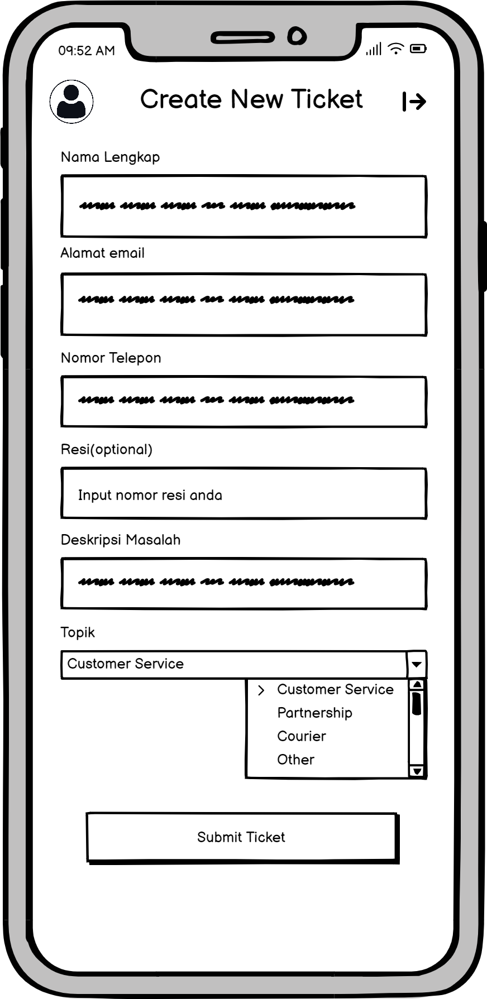 09:52 AM
Create New Ticket
Nama Lengkap
Alamat email
Nomor Telepon
Resi(optional)
Input nomor resi anda
Deskripsi Masalah
Topik
Customer Service
Customer Service
Partnership
Courier
Other
Submit Ticket